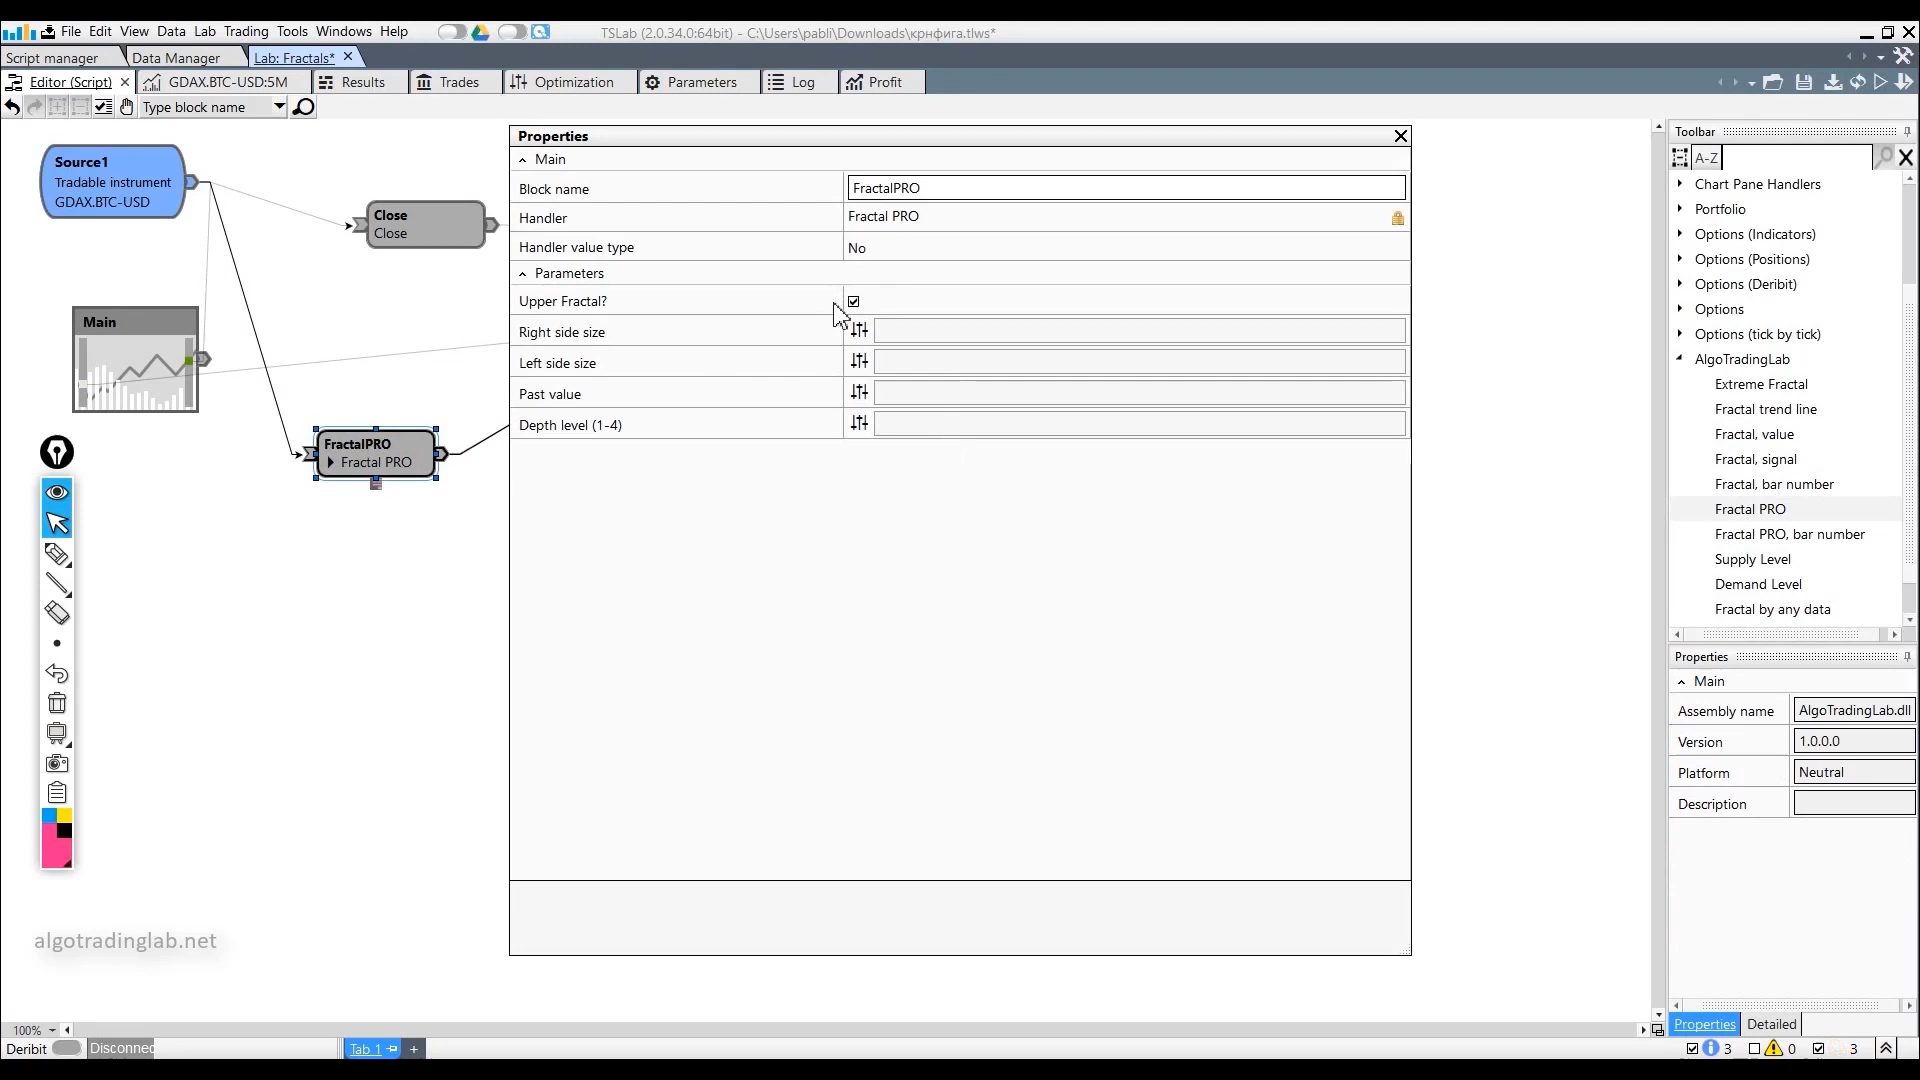 File Edit View Data Lab Trading Tools Windows Help
TSLab (2.0.34.0:64bit) - C:\Users\pabli\Downloads\крнфига.tlws*
Script manager
Data Manager
Lab: Fractals*
Editor (Script)
GDAX.BTC-USD:5M
Results
Trades
Optimization
Parameters
Log
Profit
Type block name
Source1
Tradable instrument
GDAX.BTC-USD
Close
Close
Main
FractalPRO
Fractal PRO
algotradinglab.net
Properties
Main
Block name
FractalPRO
Handler
Fractal PRO
Handler value type
No
Parameters
Upper Fractal?
Right side size
Left side size
Past value
Depth level (1-4)
Toolbar
A-Z
Chart Pane Handlers
Portfolio
Options (Indicators)
Options (Positions)
Options (Deribit)
Options
Options (tick by tick)
AlgoTradingLab
Extreme Fractal
Fractal trend line
Fractal, value
Fractal, signal
Fractal, bar number
Fractal PRO
Fractal PRO, bar number
Supply Level
Demand Level
Fractal by any data
Properties
Main
Assembly name
AlgoTradingLab.dll
Version
1.0.0.0
Platform
Neutral
Description
Properties
Detailed
100%
Deribit
Disconnec
Tab 1
+
3
0
3